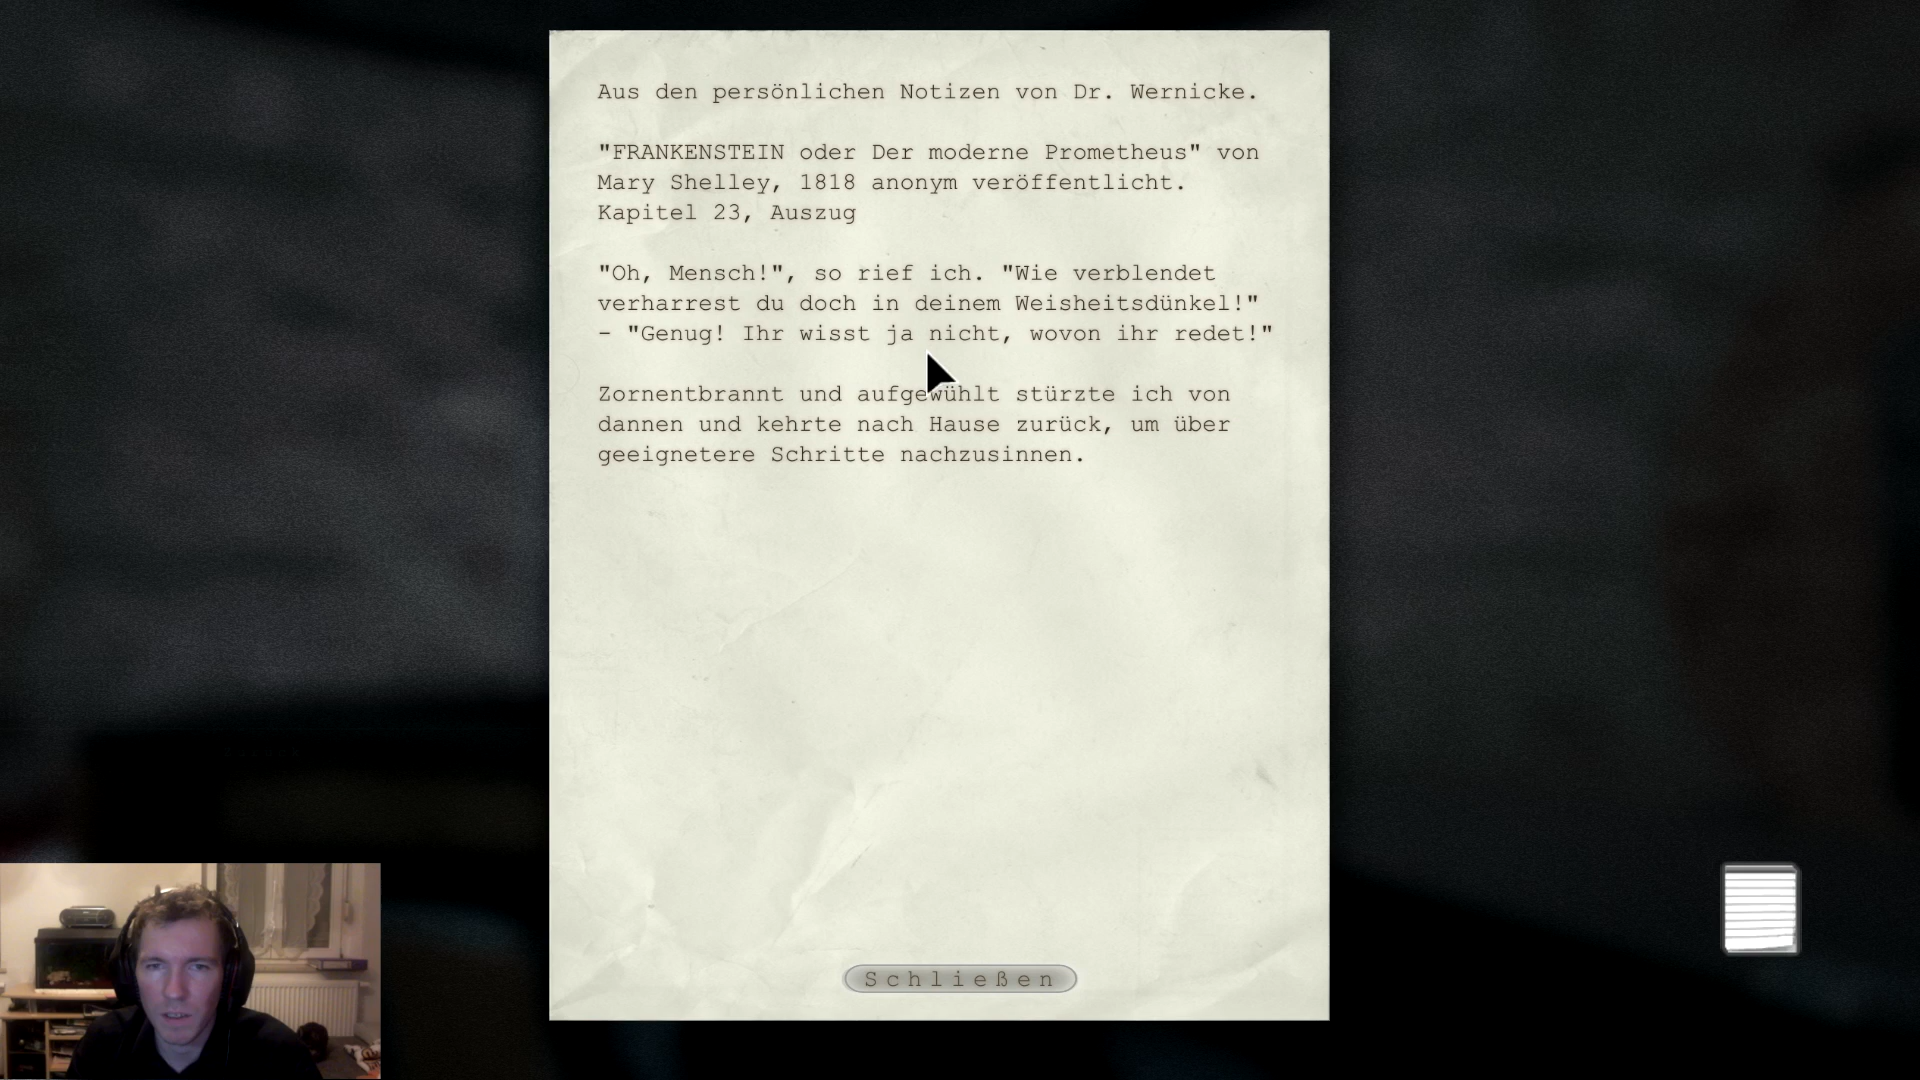 Aus den persönlichen Notizen von Dr. Wernicke.
"FRANKENSTEIN oder Der moderne Prometheus" von
Mary Shelley, 1818 anonym veröffentlicht.
Kapitel 23, Auszug
"Oh, Mensch!", so rief ich. "Wie verblendet
verharrest du doch in deinem Weisheitsdünkel!"
- "Genug! Ihr wisst ja nicht, wovon ihr redet!"
Zornentbrannt und aufgewühlt stürzte ich von
dannen und kehrte nach Hause zurück, um über
geeignetere Schritte nachzusinnen.
Schließen